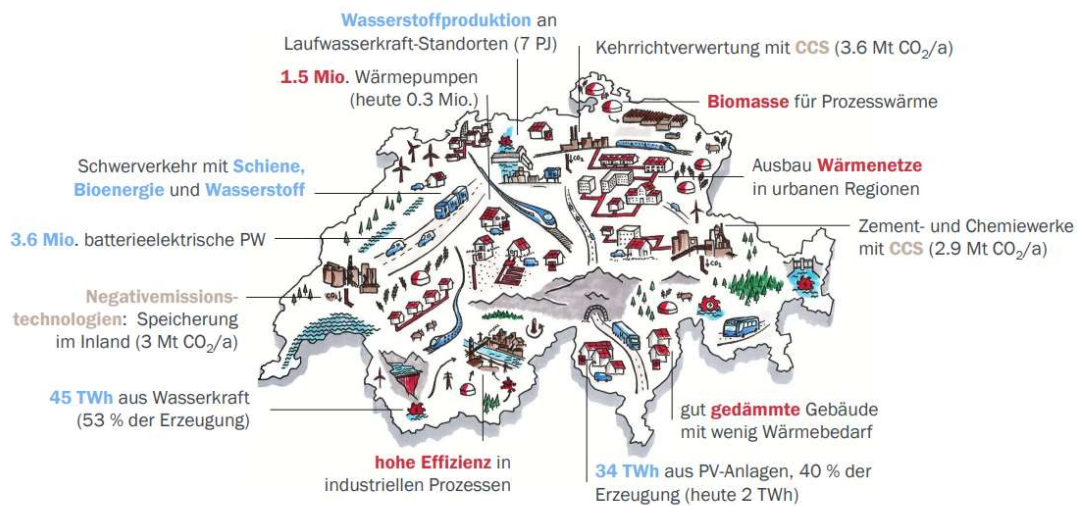 Wasserstoffproduktion an
Laufwasserkraft-Standorten (7 PJ)
Kehrrichtverwertung mit CCS (3.6 Mt CO₂/a)
1.5 Mio. Wärmepumpen
(heute 0.3 Mio.)
Biomasse für Prozesswärme
Schwerverkehr mit Schiene,
Bioenergie und Wasserstoff
Ausbau Wärmenetze
in urbanen Regionen
3.6 Mio. batterieelektrische PW
Zement- und Chemiewerke
mit CCS (2.9 Mt CO₂/a)
Negativemissions-
technologien: Speicherung
im Inland (3 Mt CO₂/a)
45 TWh aus Wasserkraft
(53 % der Erzeugung)
gut gedämmte Gebäude
mit wenig Wärmebedarf
hohe Effizienz in
industriellen Prozessen
34 TWh aus PV-Anlagen, 40 % der
Erzeugung (heute 2 TWh)
CO₂
CO₂
CO₂